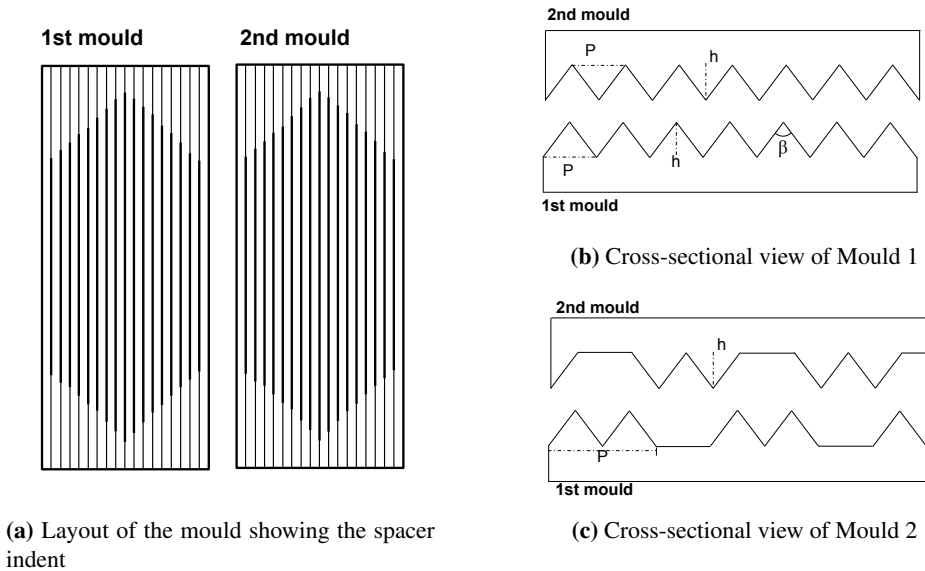 1st mould
2nd mould
(a) Layout of the mould showing the spacer
indent
2nd mould
P
h
h
β
P
1st mould
(b) Cross-sectional view of Mould 1
2nd mould
h
P
1st mould
(c) Cross-sectional view of Mould 2